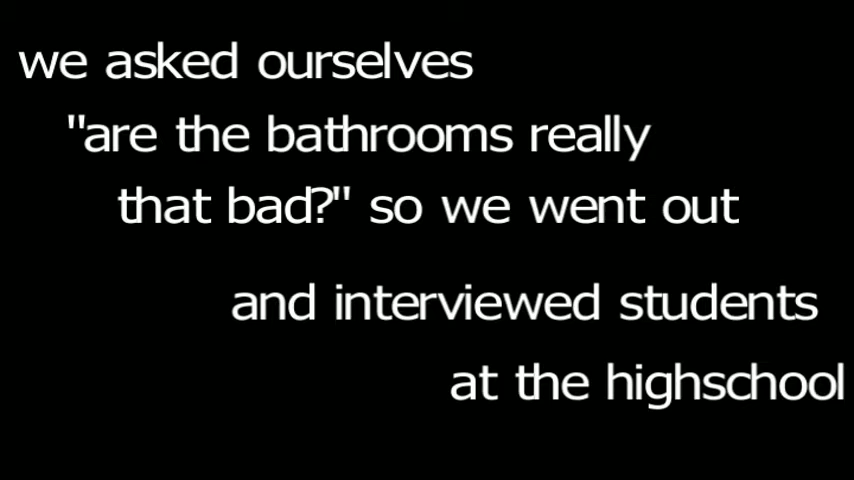 we asked ourselves
"are the bathrooms really
that bad?" so we went out
and interviewed students
at the highschool